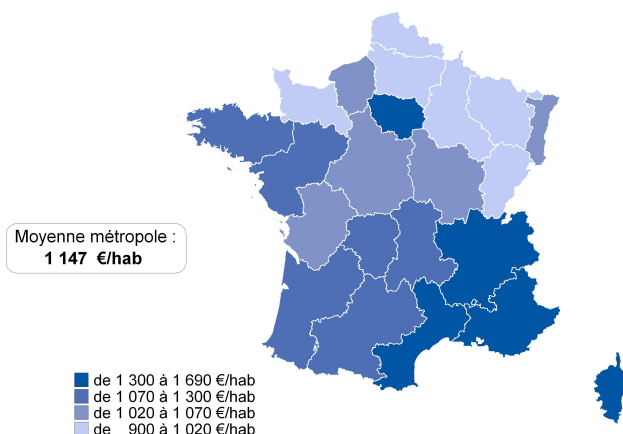 Moyenne métropole :
1 147 €/hab
de 1 300 à 1 690 €/hab
de 1 070 à 1 300 €/hab
de 1 020 à 1 070 €/hab
de 900 à 1 020 €/hab